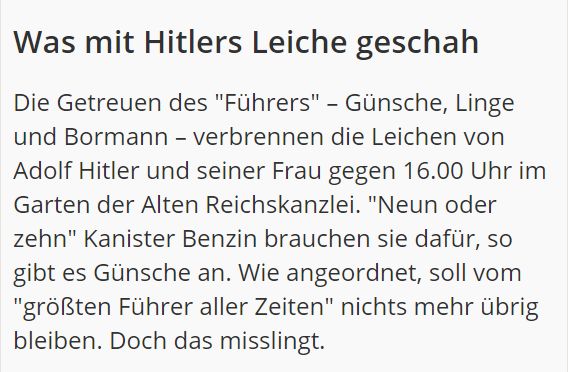 Was mit Hitlers Leiche geschah
Die Getreuen des "Führers" – Günsche, Linge
und Bormann – verbrennen die Leichen von
Adolf Hitler und seiner Frau gegen 16.00 Uhr im
Garten der Alten Reichskanzlei. "Neun oder
zehn" Kanister Benzin brauchen sie dafür, so
gibt es Günsche an. Wie angeordnet, soll vom
"größten Führer aller Zeiten" nichts mehr übrig
bleiben. Doch das misslingt.